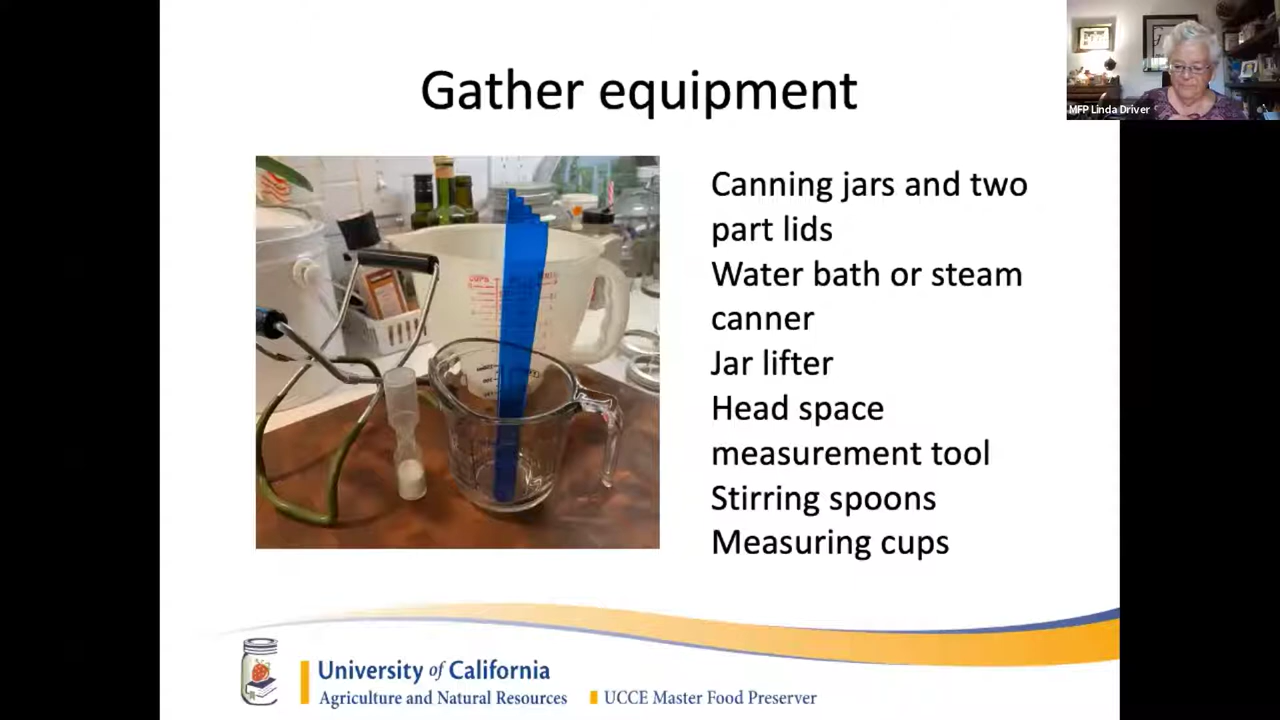 Gather equipment
MFP Linda Driver
Canning jars and two
part lids
Water bath or steam
canner
Jar lifter
Head space
measurement tool
Stirring spoons
Measuring cups
CUPS
University of California
Agriculture and Natural Resources
UCCE Master Food Preserver